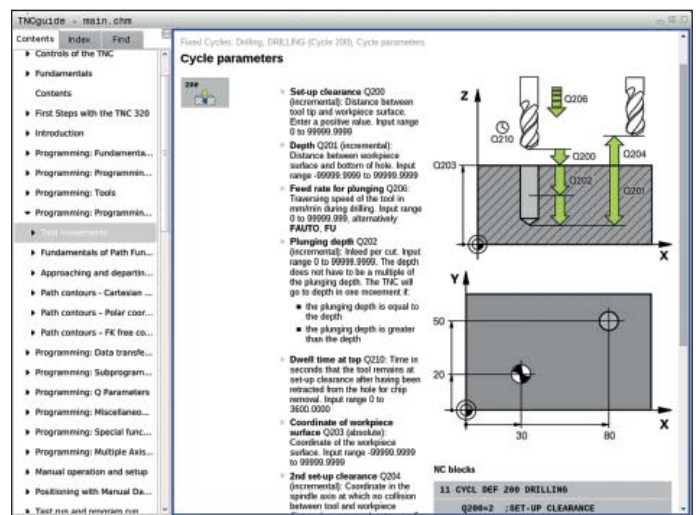 TNCguide - main.chm
Contents
Index
Find
Controls of the TNC
Fundamentals
Contents
First Steps with the TNC 320
Introduction
Programming: Fundamenta...
Programming: Programmin...
Programming: Tools
Programming: Programmin...
Tool movements
Fundamentals of Path Fun...
Approaching and departin...
Path contours - Cartesian ...
Path contours - Polar coor...
Path contours - FK free co...
Programming: Data transfe...
Programming: Subprogram...
Programming: Q Parameters
Programming: Miscellaneo...
Programming: Special func...
Programming: Multiple Axis...
Manual operation and setup
Positioning with Manual Da...
Test run and program run
Fixed Cycles: Drilling, DRILLING (Cycle 200), Cycle parameters
Cycle parameters
200
Set-up clearance Q200
(incremental): Distance between
tool tip and workpiece surface.
Enter a positive value. Input range
0 to 99999.9999
Depth Q201 (incremental):
Distance between workpiece
surface and bottom of hole. Input
range -99999.9999 to 99999.9999
Feed rate for plunging Q206:
Traversing speed of the tool in
mm/min during drilling. Input range
0 to 99999.999, alternatively
FAUTO, FU
Plunging depth Q202
(incremental): Infeed per cut. Input
range 0 to 99999.9999. The depth
does not have to be a multiple of
the plunging depth. The TNC will
go to depth in one movement if:
the plunging depth is equal to
the depth
the plunging depth is greater
than the depth
Dwell time at top Q210: Time in
seconds that the tool remains at
set-up clearance after having been
retracted from the hole for chip
removal. Input range 0 to
3600.0000
Coordinate of workpiece
surface Q203 (absolute):
Coordinate of the workpiece
surface. Input range -99999.9999
to 99999.9999
2nd set-up clearance Q204
(incremental): Coordinate in the
spindle axis at which no collision
between tool and workpiece
Z
Q206
Q210
Q200
Q204
Q203
Q202
Q201
X
Y
50
20
X
30
80
NC blocks
11 CYCL DEF 200 DRILLING
Q200=2 ;SET-UP CLEARANCE